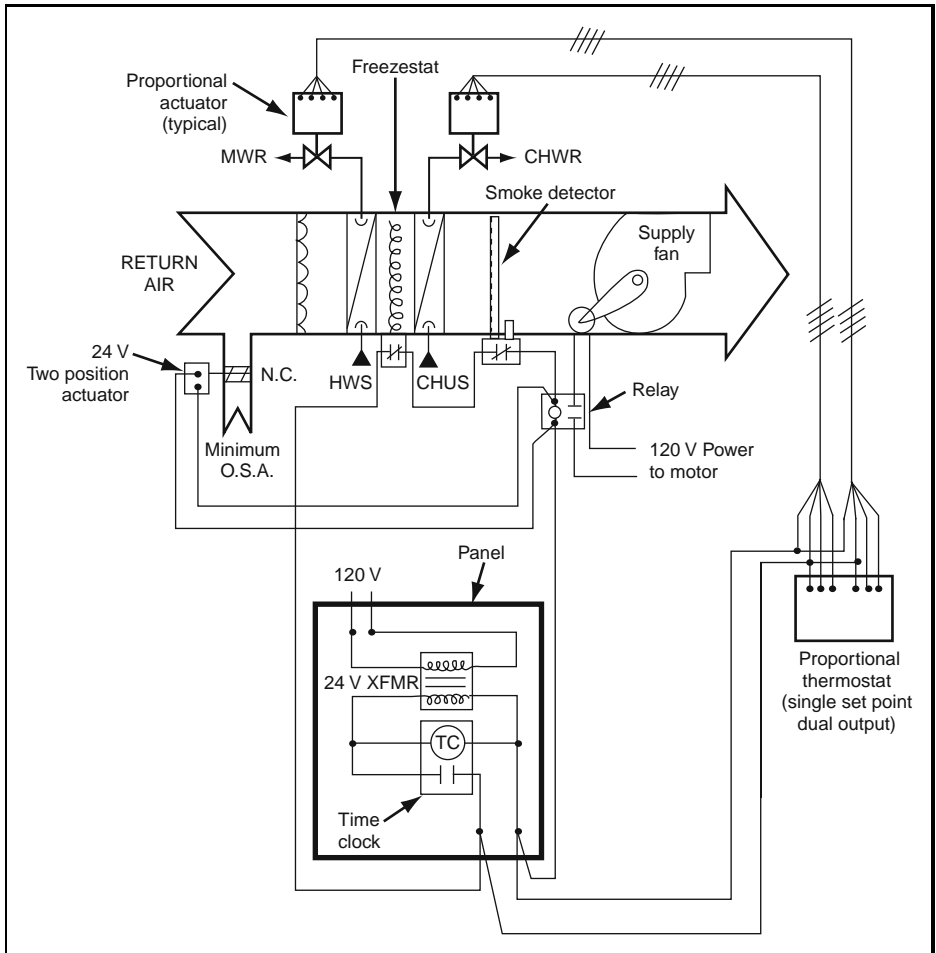 Freezestat
Proportional
actuator
(typical)
MWR
CHWR
Smoke detector
RETURN
AIR
Supply
fan
24 V
Two position
actuator
N.C.
HWS
CHUS
Relay
Minimum
O.S.A.
120 V Power
to motor
Panel
120 V
24 V XFMR
TC
Time
clock
Proportional
thermostat
(single set point
dual output)